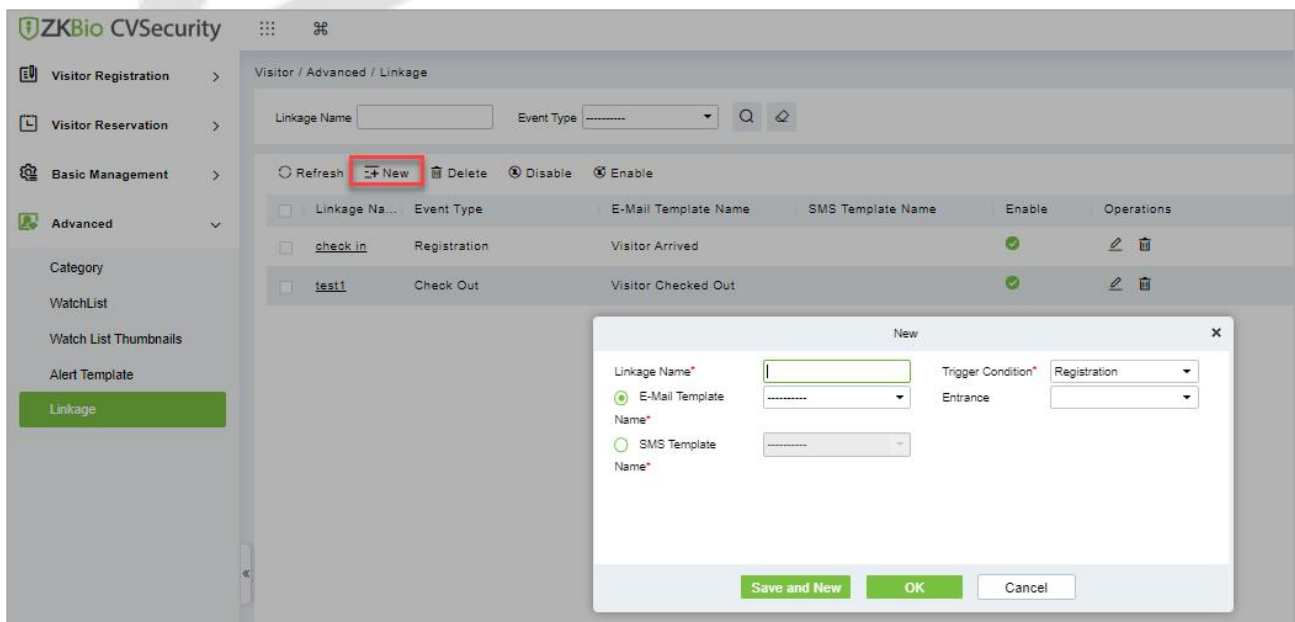 ZKBio CVSecurity
Visitor Registration
Visitor / Advanced / Linkage
Visitor Reservation
Linkage Name Event Type ----------
Basic Management
Refresh New Delete Disable Enable
Linkage Na... Event Type E-Mail Template Name SMS Template Name Enable Operations
Advanced
check in Registration Visitor Arrived
Category
test1 Check Out Visitor Checked Out
WatchList
Watch List Thumbnails
Alert Template
Linkage
New
Linkage Name* Trigger Condition* Registration
E-Mail Template ---------- Entrance
Name*
SMS Template ----------
Name*
Save and New OK Cancel